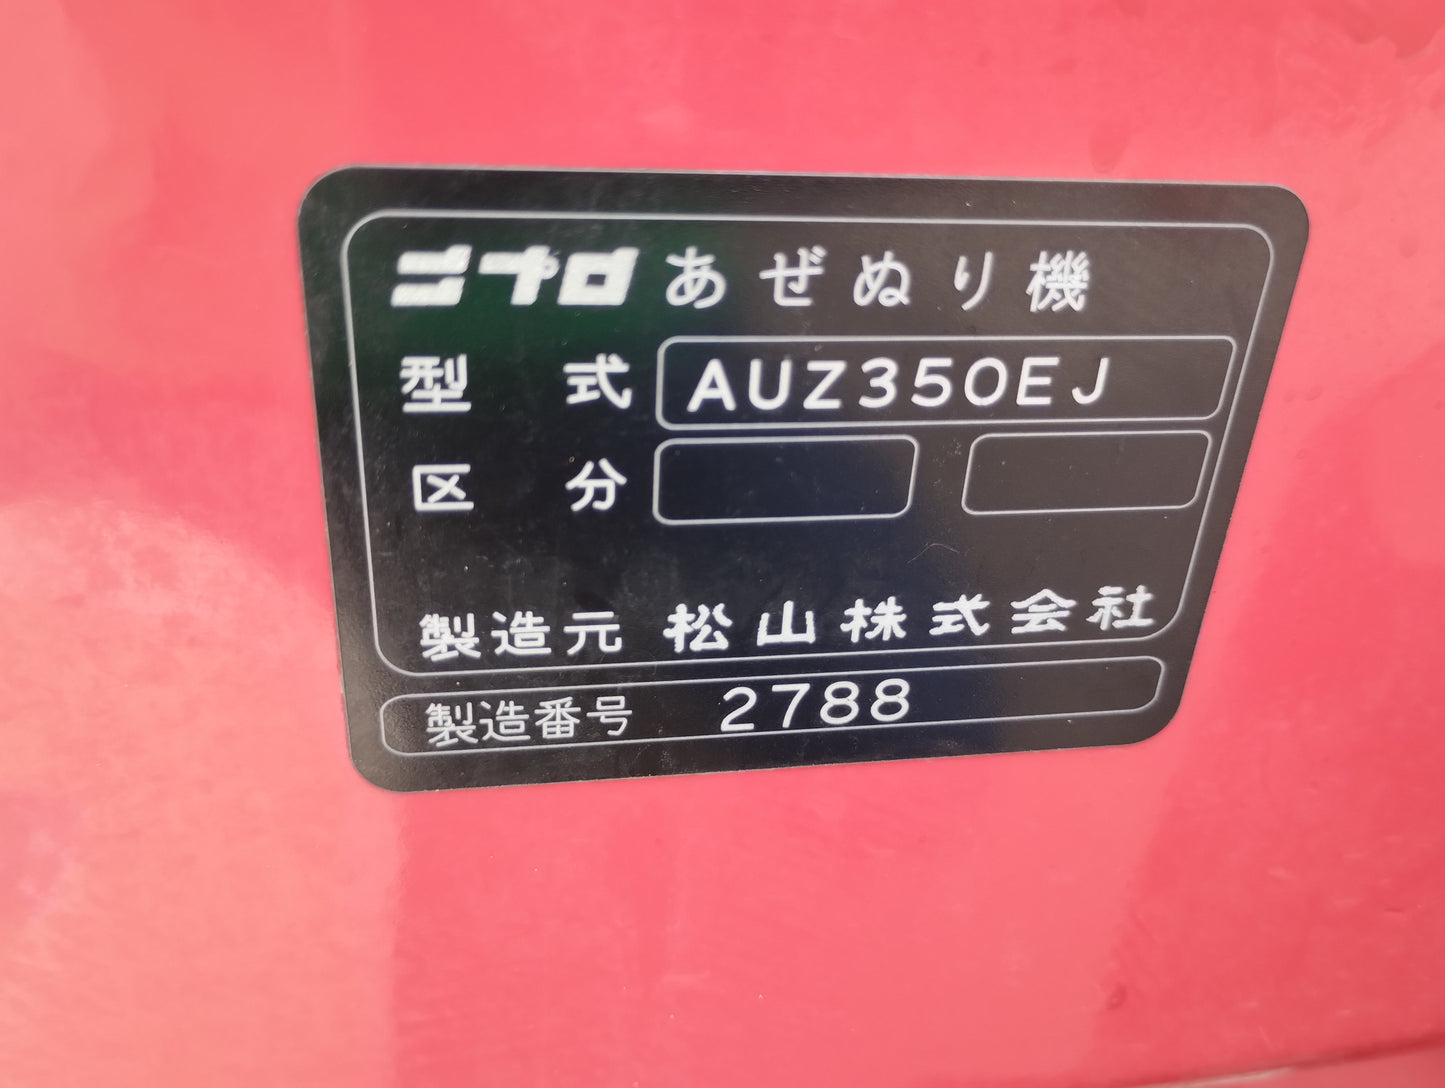 ニプロ あぜぬり機
型式 AUZ350EJ
区分
製造元 松山株式会社
製造番号 2788